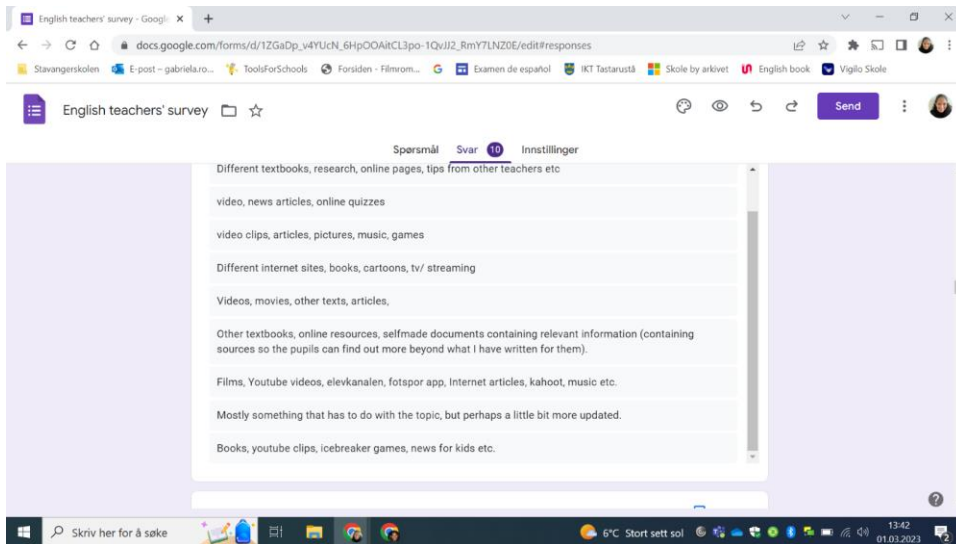 English teachers' survey - Googl
docs.google.com/forms/d/1ZGaDp_v4YUcN_6HpOOAitCL3po-1QvJJ2_RmY7LNZ0E/edit#responses
Stavangerskolen E-post – gabriela.ro... ToolsForSchools Forsiden - Filmrom... Examen de español IKT Tastarustå Skole by arkivet English book Vigilo Skole
English teachers' survey
Send
Spørsmål Svar 10 Innstillinger
Different textbooks, research, online pages, tips from other teachers etc
video, news articles, online quizzes
video clips, articles, pictures, music, games
Different internet sites, books, cartoons, tv/ streaming
Videos, movies, other texts, articles,
Other textbooks, online resources, selfmade documents containing relevant information (containing
sources so the pupils can find out more beyond what I have written for them).
Films, Youtube videos, elevkanalen, fotspor app, Internet articles, kahoot, music etc.
Mostly something that has to do with the topic, but perhaps a little bit more updated.
Books, youtube clips, icebreaker games, news for kids etc.
Skriv her for å søke
6°C Stort sett sol
13:42
01.03.2023
2